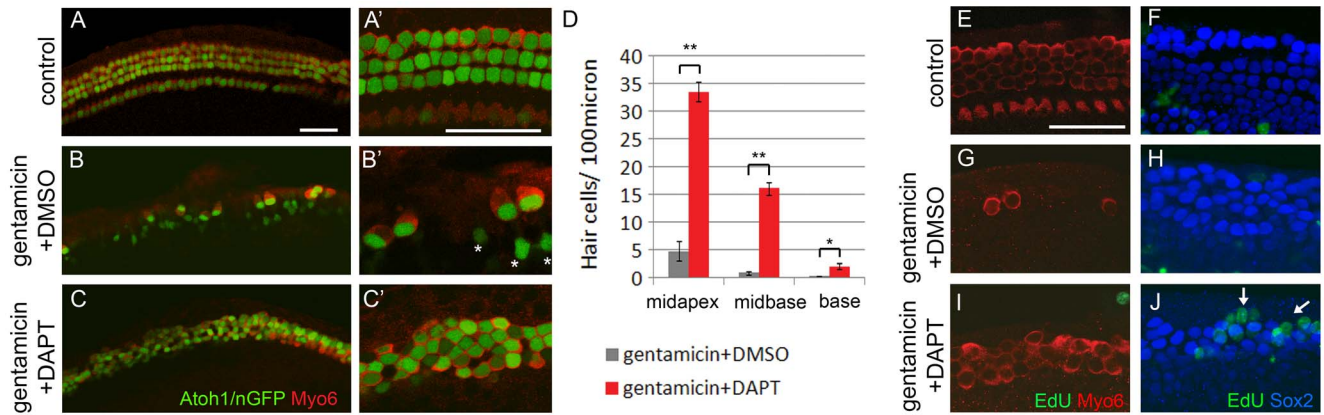 A
A'
control
B
B'
gentamicin
+DMSO
*
*
*
C
C'
gentamicin
+DAPT
Atoh1/nGFP Myo6
D
Hair cells/ 100micron
40
35
30
25
20
15
10
5
0
**
**
*
midapex
midbase
base
gentamicin+DMSO
gentamicin+DAPT
E
F
control
G
H
gentamicin
+DMSO
I
J
gentamicin
+DAPT
EdU Myo6
EdU Sox2